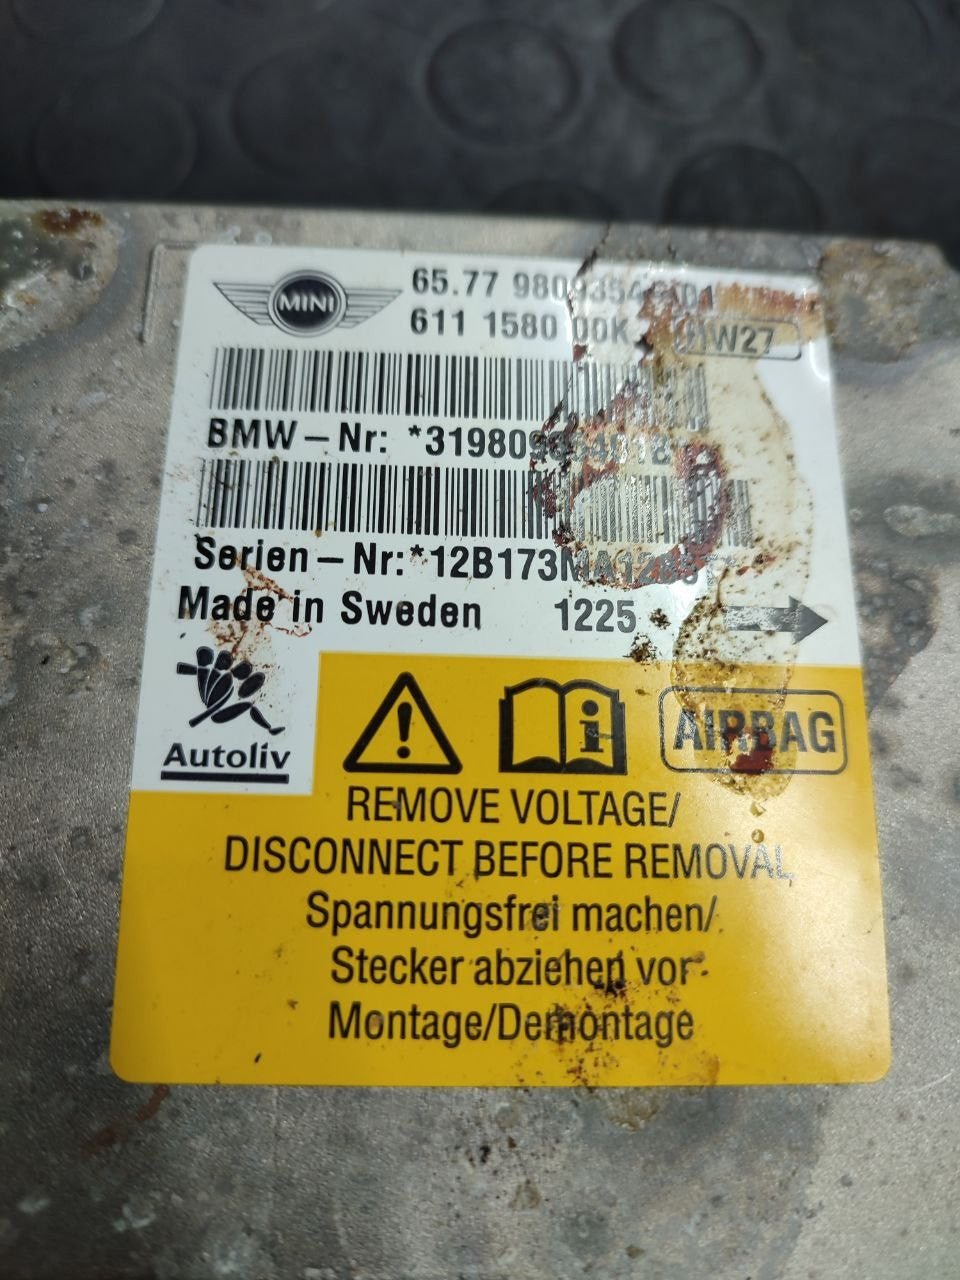 MINI
65.77
611 1580 00K
BMW-Nr:
Serien-Nr:
Made in Sweden 1225
Autoliv
AIRBAG
REMOVE VOLTAGE/
DISCONNECT BEFORE REMOVAL
Spannungsfrei machen/
Stecker abziehen vor
Montage/Demontage